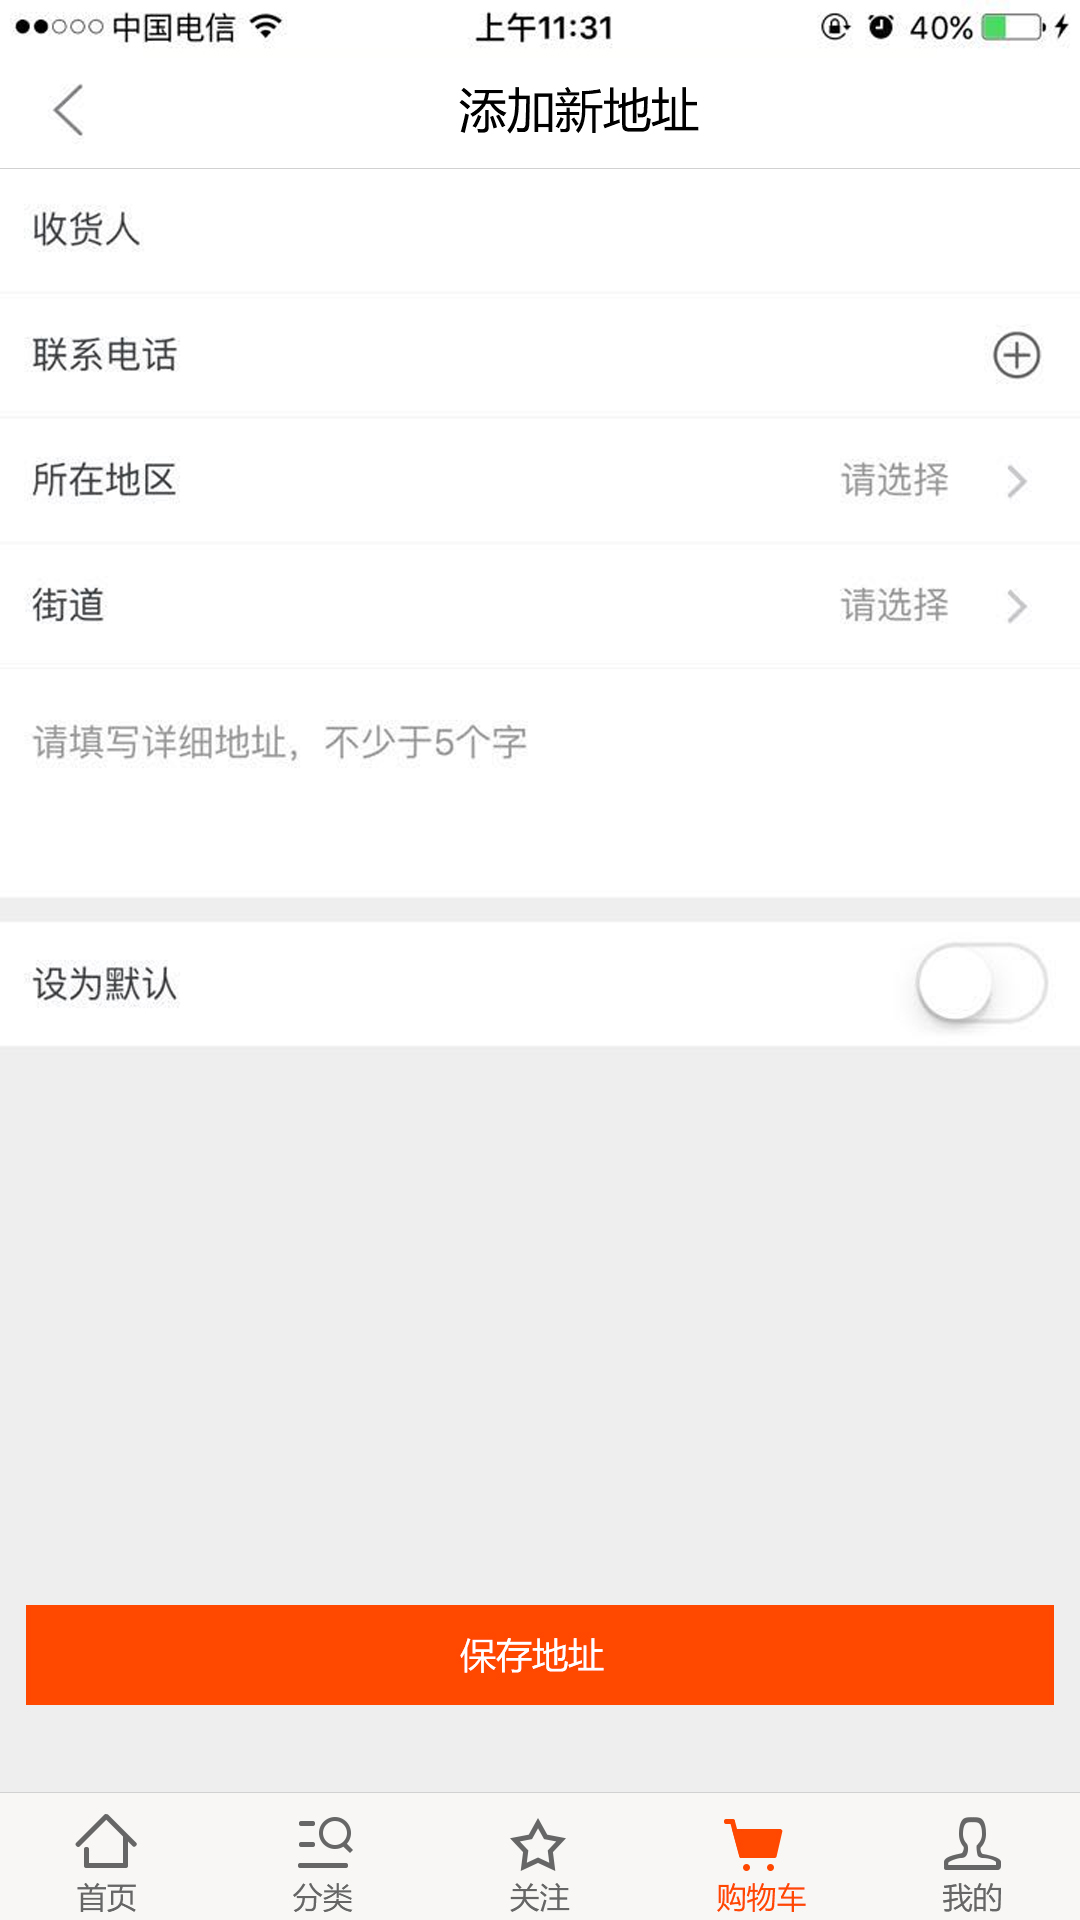 中国电信 上午11:31 40%
添加新地址
收货人
联系电话
所在地区 请选择
街道 请选择
请填写详细地址，不少于5个字
设为默认
保存地址
首页 分类 关注 购物车 我的